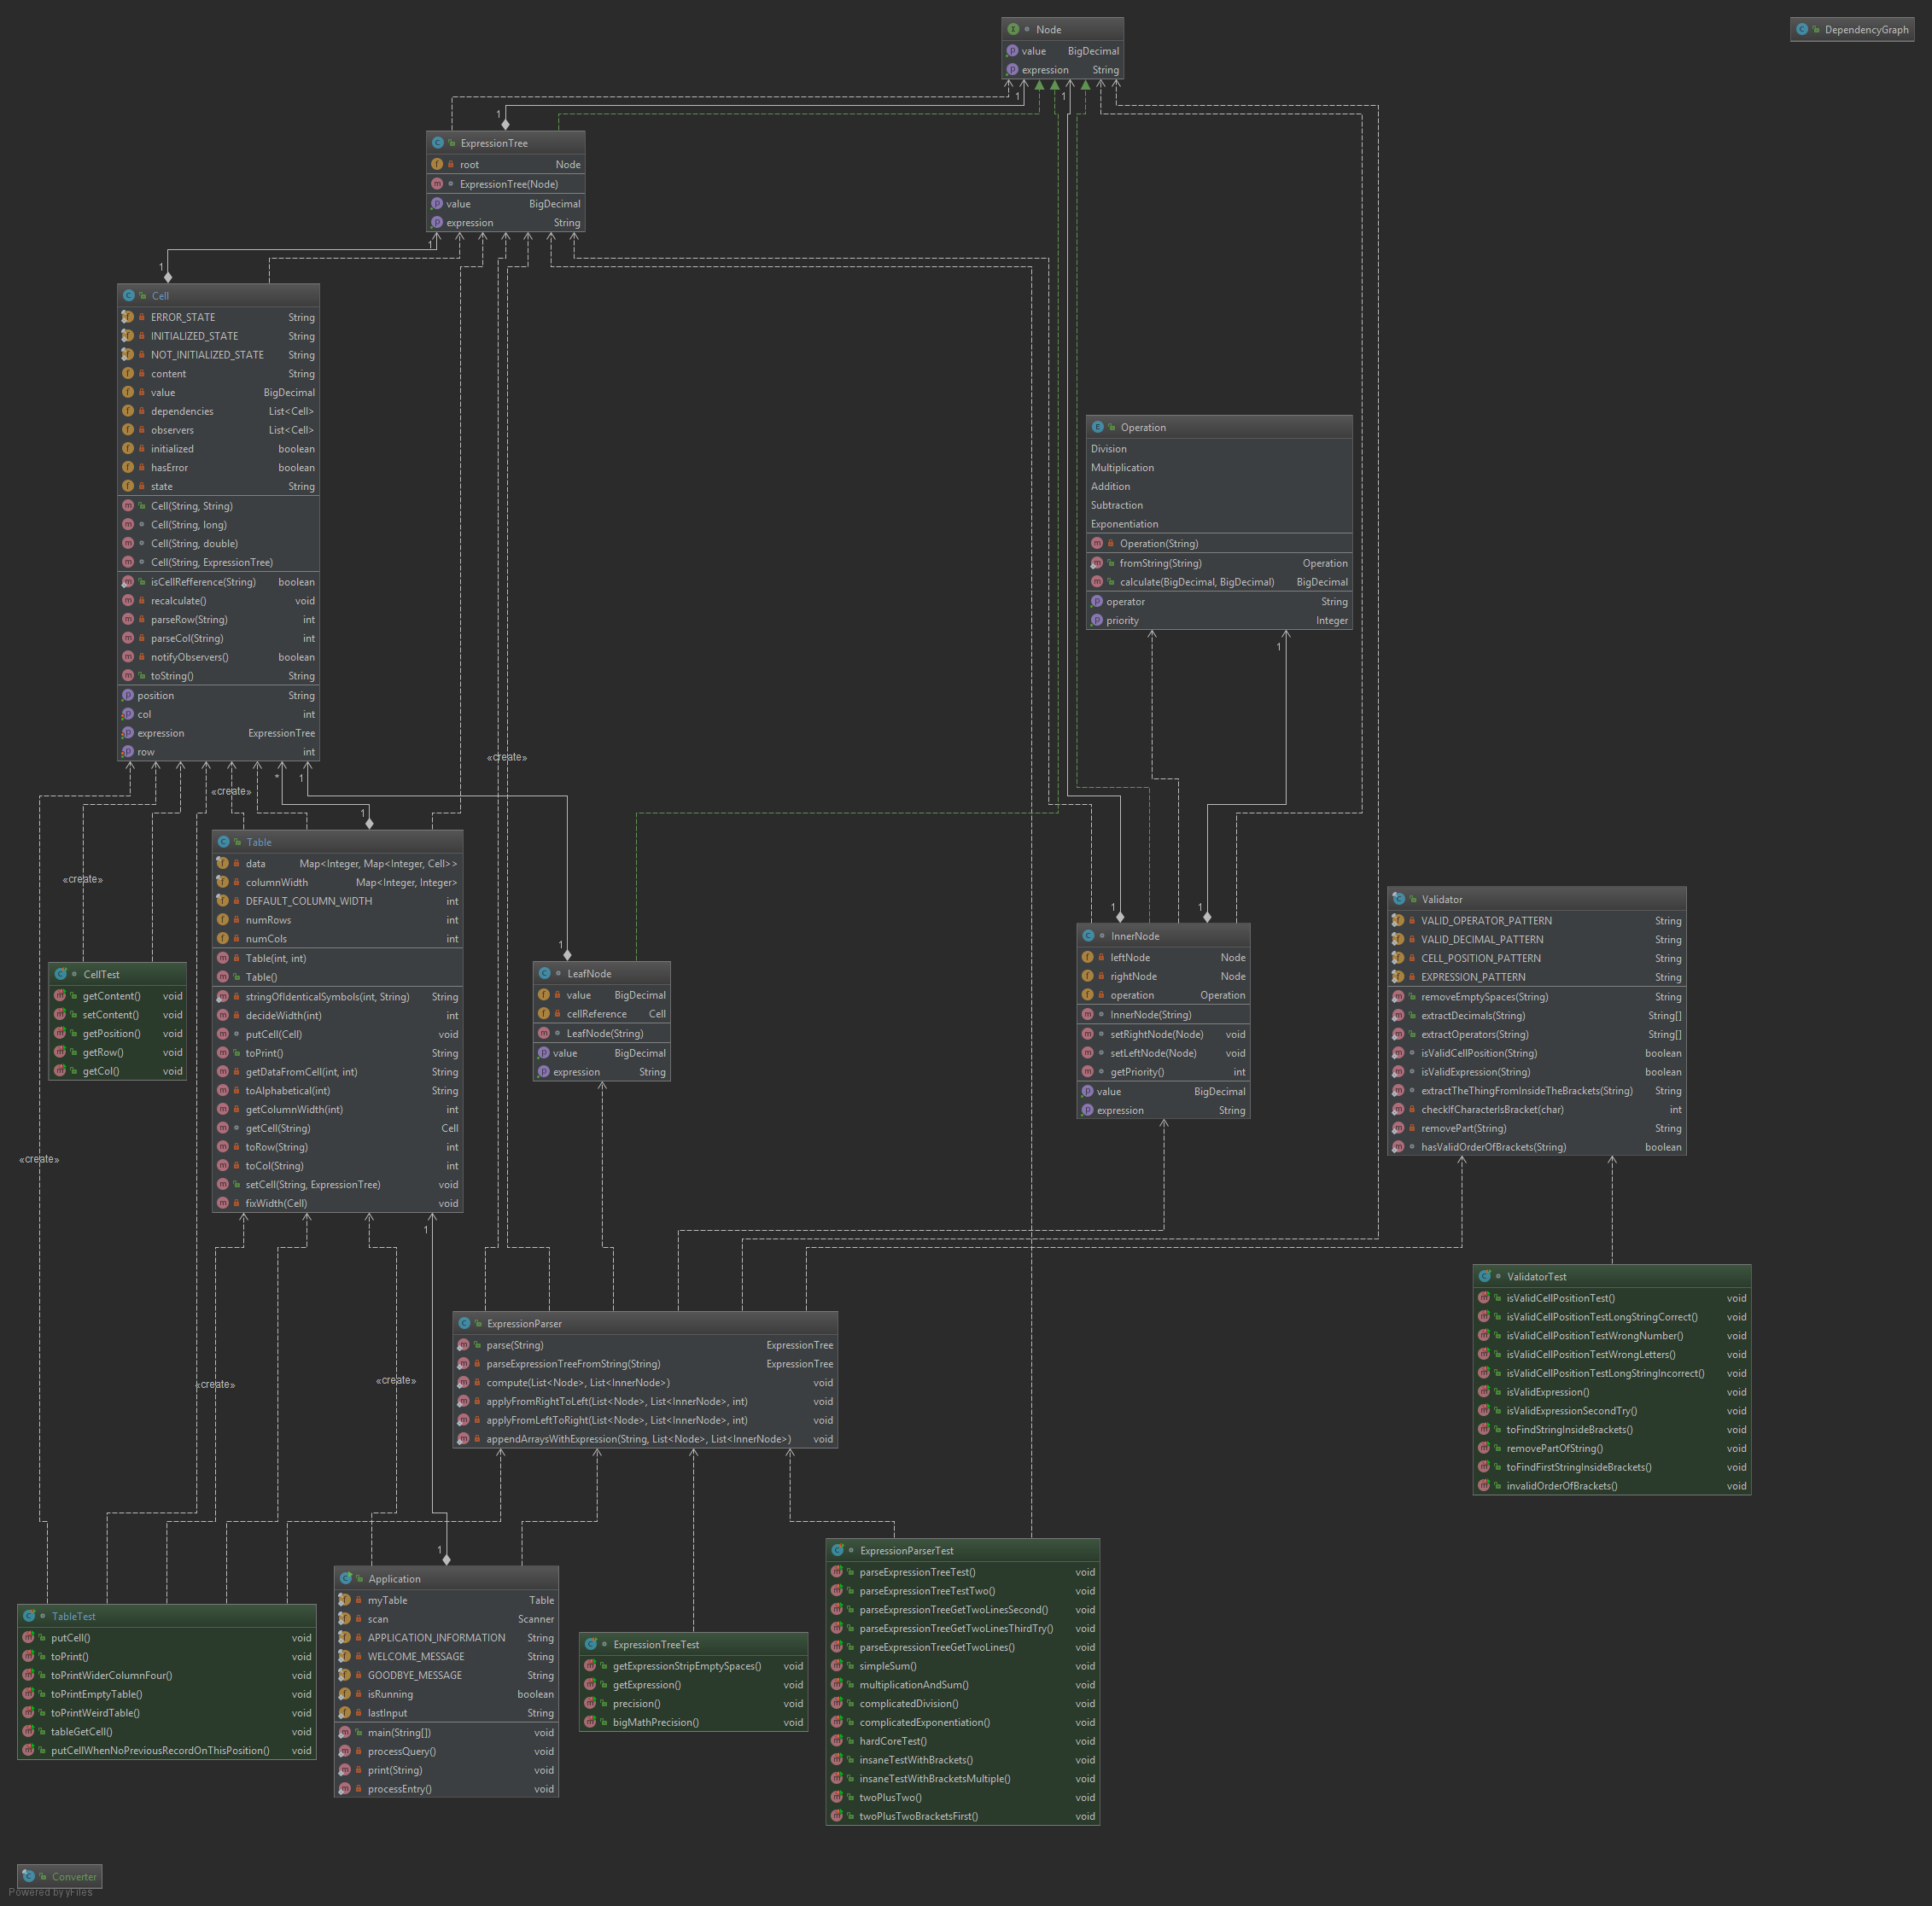 Node
value BigDecimal
expression String
DependencyGraph
1
1
1
ExpressionTree
root Node
ExpressionTree(Node)
value BigDecimal
expression String
1
1
Cell
ERROR_STATE String
INITIALIZED_STATE String
NOT_INITIALIZED_STATE String
content String
value BigDecimal
dependencies List<Cell>
observers List<Cell>
initialized boolean
hasError boolean
state String
Cell(String, String)
Cell(String, long)
Cell(String, double)
Cell(String, ExpressionTree)
isCellRefference(String) boolean
recalculate() void
parseRow(String) int
parseCol(String) int
notifyObservers() boolean
toString() String
position String
col int
expression ExpressionTree
row int
Operation
Division
Multiplication
Addition
Subtraction
Exponentiation
Operation(String)
fromString(String) Operation
calculate(BigDecimal, BigDecimal) BigDecimal
operator String
priority Integer
1
«create»
* 1
«create»
1
Table
data Map<Integer, Map<Integer, Cell>>
columnWidth Map<Integer, Integer>
DEFAULT_COLUMN_WIDTH int
numRows int
numCols int
Table(int, int)
Table()
stringOfIdenticalSymbols(int, String) String
decideWidth(int) int
putCell(Cell) void
toPrint() String
getDataFromCell(int, int) String
toAlphabetical(int) String
getColumnWidth(int) int
getCell(String) Cell
toRow(String) int
toCol(String) int
setCell(String, ExpressionTree) void
fixWidth(Cell) void
«create»
CellTest
getContent() void
setContent() void
getPosition() void
getRow() void
getCol() void
1
LeafNode
value BigDecimal
cellReference Cell
LeafNode(String)
value BigDecimal
expression String
1
1
InnerNode
leftNode Node
rightNode Node
operation Operation
InnerNode(String)
setRightNode(Node) void
setLeftNode(Node) void
getPriority() int
value BigDecimal
expression String
Validator
VALID_OPERATOR_PATTERN String
VALID_DECIMAL_PATTERN String
CELL_POSITION_PATTERN String
EXPRESSION_PATTERN String
removeEmptySpaces(String) String
extractDecimals(String) String[]
extractOperators(String) String[]
isValidCellPosition(String) boolean
isValidExpression(String) boolean
extractTheThingFromInsideTheBrackets(String) String
checkIfCharacterIsBracket(char) int
removePart(String) String
hasValidOrderOfBrackets(String) boolean
«create»
1
ValidatorTest
isValidCellPositionTest() void
isValidCellPositionTestLongStringCorrect() void
isValidCellPositionTestWrongNumber() void
isValidCellPositionTestWrongLetters() void
isValidCellPositionTestLongStringIncorrect() void
isValidExpression() void
isValidExpressionSecondTry() void
toFindStringInsideBrackets() void
removePartOfString() void
toFindFirstStringInsideBrackets() void
invalidOrderOfBrackets() void
ExpressionParser
parse(String) ExpressionTree
parseExpressionTreeFromString(String) ExpressionTree
compute(List<Node>, List<InnerNode>) void
applyFromRightToLeft(List<Node>, List<InnerNode>, int) void
applyFromLeftToRight(List<Node>, List<InnerNode>, int) void
appendArraysWithExpression(String, List<Node>, List<InnerNode>) void
«create»
«create»
1
TableTest
putCell() void
toPrint() void
toPrintWiderColumnFour() void
toPrintEmptyTable() void
toPrintWeirdTable() void
tableGetCell() void
putCellWhenNoPreviousRecordOnThisPosition() void
Application
myTable Table
scan Scanner
APPLICATION_INFORMATION String
WELCOME_MESSAGE String
GOODBYE_MESSAGE String
isRunning boolean
lastInput String
main(String[]) void
processQuery() void
print(String) void
processEntry() void
ExpressionTreeTest
getExpressionStripEmptySpaces() void
getExpression() void
precision() void
bigMathPrecision() void
ExpressionParserTest
parseExpressionTreeTest() void
parseExpressionTreeTestTwo() void
parseExpressionTreeGetTwoLinesSecond() void
parseExpressionTreeGetTwoLinesThirdTry() void
parseExpressionTreeGetTwoLines() void
simpleSum() void
multiplicationAndSum() void
complicatedDivision() void
complicatedExponentiation() void
hardCoreTest() void
insaneTestWithBrackets() void
insaneTestWithBracketsMultiple() void
twoPlusTwo() void
twoPlusTwoBracketsFirst() void
Converter
Powered by yFiles